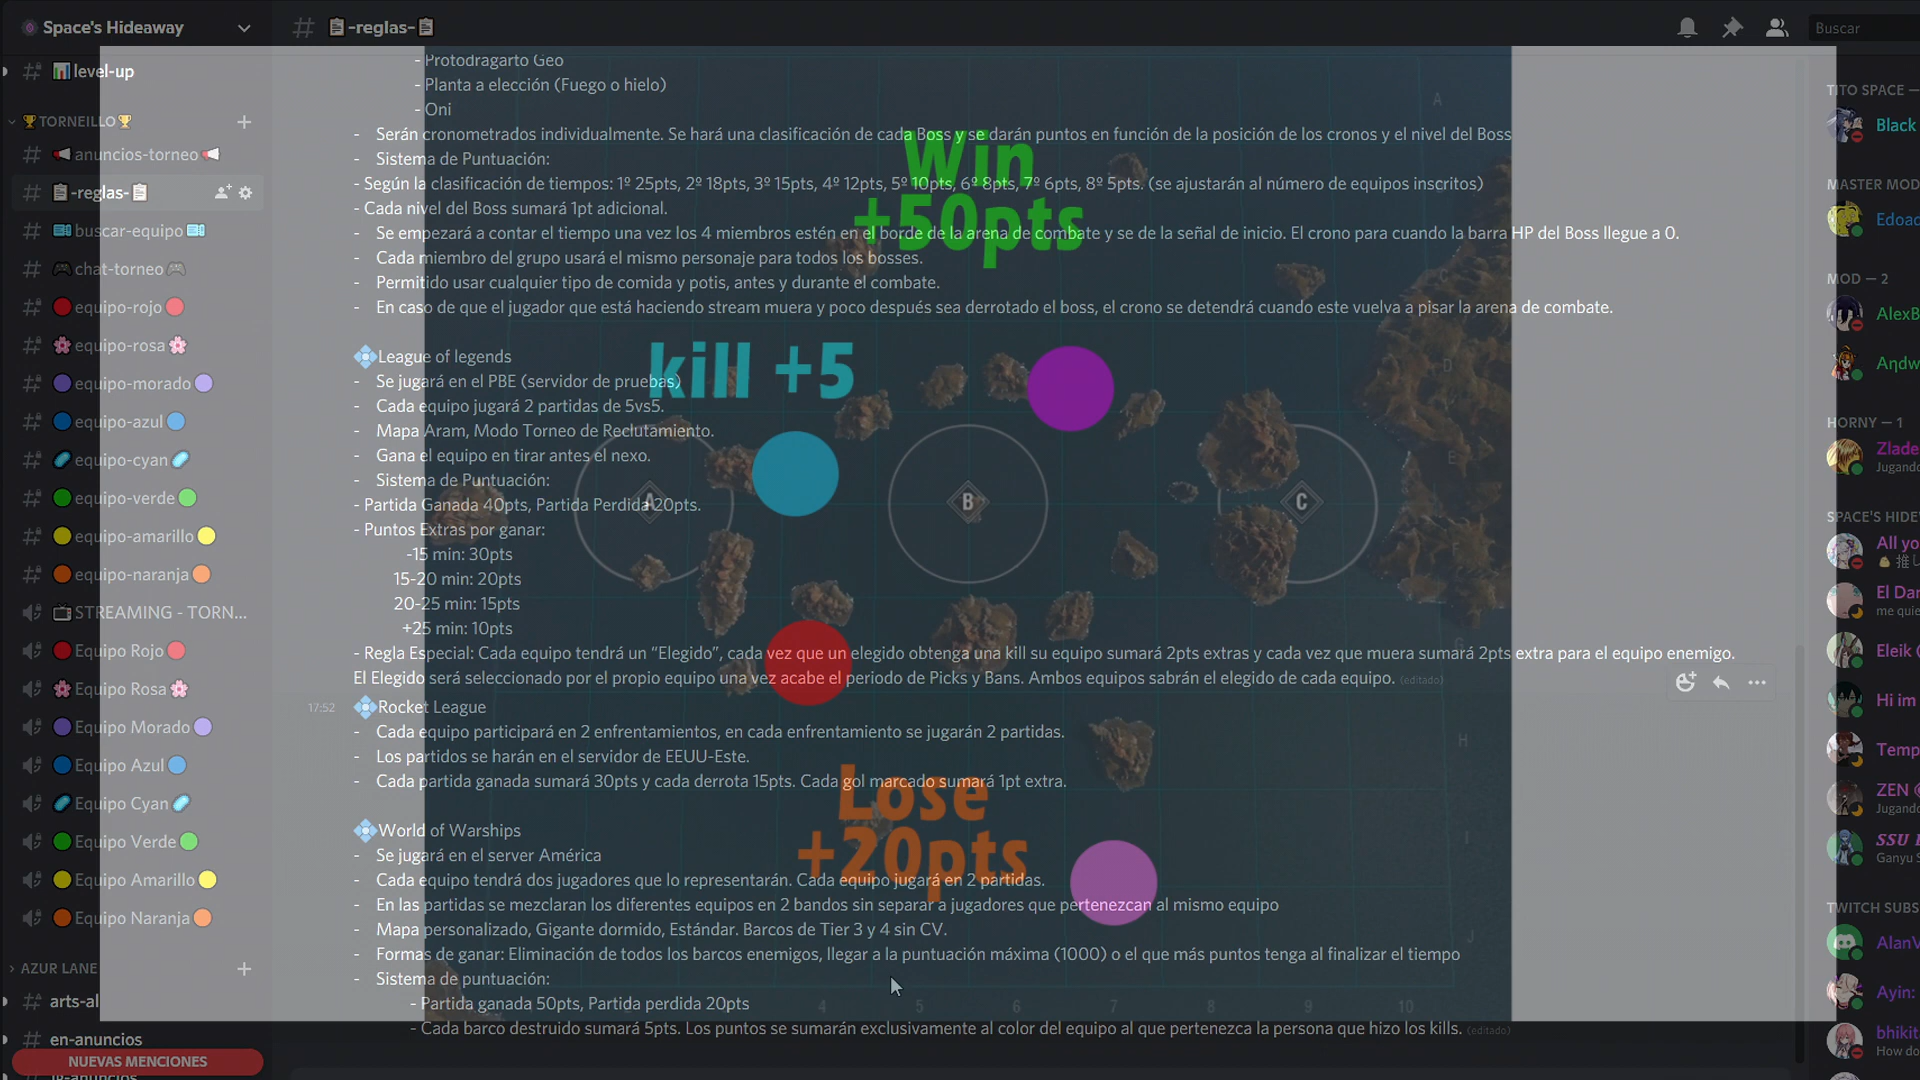 Space's Hideaway
-reglas-
Buscar
level-up
TORNEILLO
anuncios-torneo
-reglas-
buscar-equipo
chat-torneo
equipo-rojo
equipo-rosa
equipo-morado
equipo-azul
equipo-cyan
equipo-verde
equipo-amarillo
equipo-naranja
STREAMING - TORN...
Equipo Rojo
Equipo Rosa
Equipo Morado
Equipo Azul
Equipo Cyan
Equipo Verde
Equipo Amarillo
Equipo Naranja
AZUR LANE
arts-al
en-anuncios
NUEVAS MENCIONES
- Protodragarto Geo
- Planta a elección (Fuego o hielo)
- Oni
- Serán cronometrados individualmente. Se hará una clasificación de cada Boss y se darán puntos en función de la posición de los cronos y el nivel del Boss
- Sistema de Puntuación:
- Según la clasificación de tiempos: 1º 25pts, 2º 18pts, 3º 15pts, 4º 12pts, 5º 10pts, 6º 8pts, 7º 6pts, 8º 5pts. (se ajustarán al número de equipos inscritos)
- Cada nivel del Boss sumará 1pt adicional.
- Se empezará a contar el tiempo una vez los 4 miembros estén en el borde de la arena de combate y se de la señal de inicio. El crono para cuando la barra HP del Boss llegue a 0.
- Cada miembro del grupo usará el mismo personaje para todos los bosses.
- Permitido usar cualquier tipo de comida y potis, antes y durante el combate.
- En caso de que el jugador que está haciendo stream muera y poco después sea derrotado el boss, el crono se detendrá cuando este vuelva a pisar la arena de combate.
League of legends
- Se jugará en el PBE (servidor de pruebas)
- Cada equipo jugará 2 partidas de 5vs5.
- Mapa Aram, Modo Torneo de Reclutamiento.
- Gana el equipo en tirar antes el nexo.
- Sistema de Puntuación:
- Partida Ganada 40pts, Partida Perdida 20pts.
- Puntos Extras por ganar:
-15 min: 30pts
15-20 min: 20pts
20-25 min: 15pts
+25 min: 10pts
- Regla Especial: Cada equipo tendrá un “Elegido”, cada vez que un elegido obtenga una kill su equipo sumará 2pts extras y cada vez que muera sumará 2pts extra para el equipo enemigo.
El Elegido será seleccionado por el propio equipo una vez acabe el periodo de Picks y Bans. Ambos equipos sabrán el elegido de cada equipo. (editado)
17:52 Rocket League
- Cada equipo participará en 2 enfrentamientos, en cada enfrentamiento se jugarán 2 partidas.
- Los partidos se harán en el servidor de EEUU-Este.
- Cada partida ganada sumará 30pts y cada derrota 15pts. Cada gol marcado sumará 1pt extra.
World of Warships
- Se jugará en el server América
- Cada equipo tendrá dos jugadores que lo representarán. Cada equipo jugará en 2 partidas.
- En las partidas se mezclaran los diferentes equipos en 2 bandos sin separar a jugadores que pertenezcan al mismo equipo
- Mapa personalizado, Gigante dormido, Estándar. Barcos de Tier 3 y 4 sin CV.
- Formas de ganar: Eliminación de todos los barcos enemigos, llegar a la puntuación máxima (1000) o el que más puntos tenga al finalizar el tiempo
- Sistema de puntuación:
- Partida ganada 50pts, Partida perdida 20pts
- Cada barco destruido sumará 5pts. Los puntos se sumarán exclusivamente al color del equipo al que pertenezca la persona que hizo los kills. (editado)
Win
+50pts
kill +5
Lose
+20pts
A
B
C
A
C
D
E
G
H
I
J
4 5 6 7 8 9 10
TITO SPACE —
Black
MASTER MOD
Edoac
MOD — 2
AlexB
HORNY — 1
Zlade
Jugando
SPACE'S HIDEY
All yo
推し
El Dar
me quie
Eleik
Hi im
Temp
ZEN
Jugando
SSU
Ganyu S
TWITCH SUBS
AlanV
Ayin:
bhikit
How do